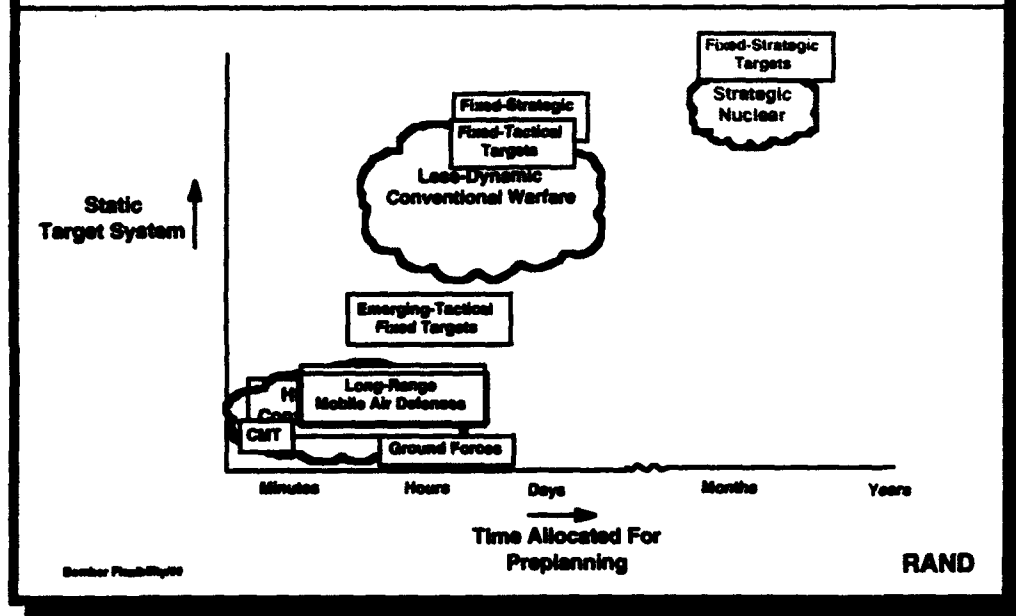 Fixed-Strategic
Targets
Strategic
Nuclear
Fixed-Strategic
Fixed-Tactical
Targets
Less-Dynamic
Conventional Warfare
Static
Target System
Emerging-Tactical
Fixed Targets
Long-Range
Mobile Air Defenses
CMT
Ground Forces
Minutes
Hours
Days
Months
Years
Time Allocated For
Preplanning
Bomber Flexibility
RAND